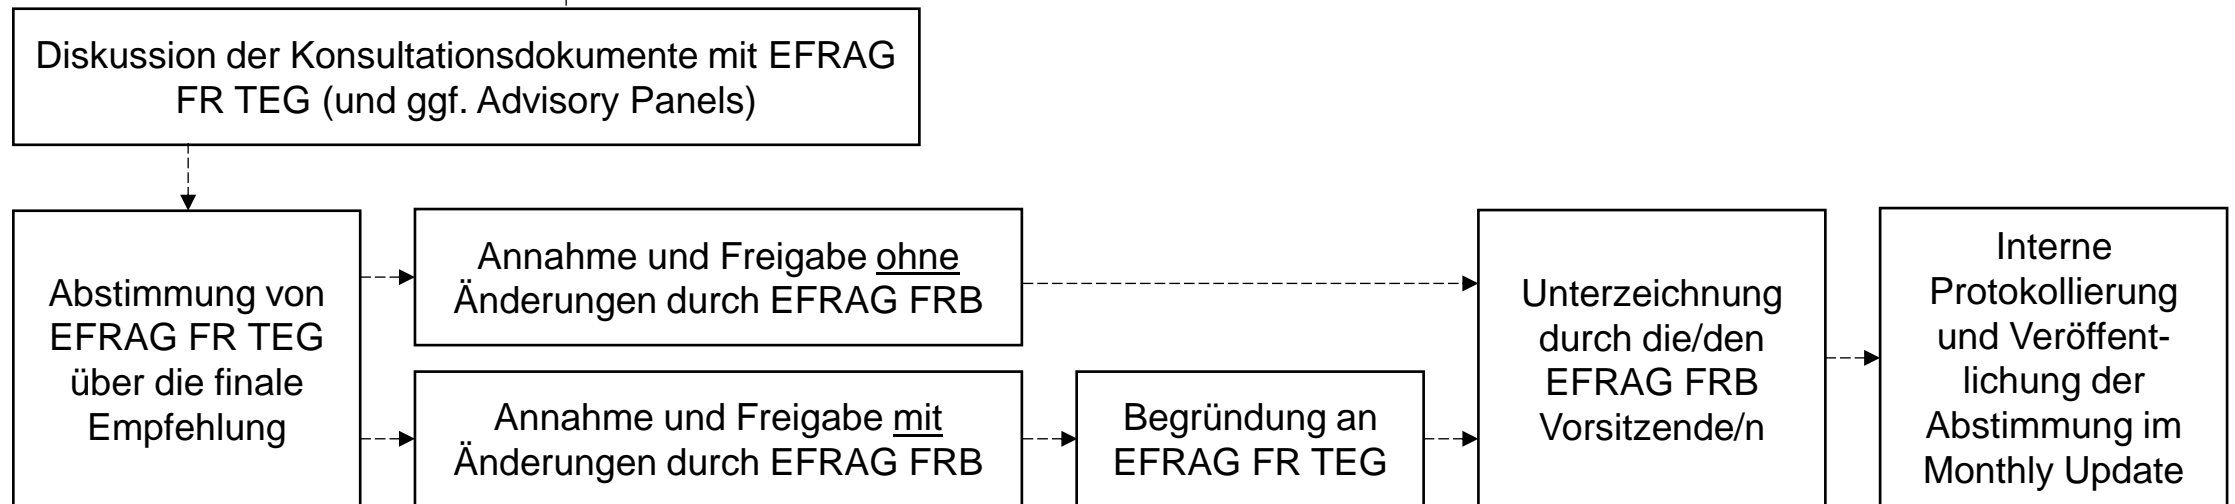 Diskussion der Konsultationsdokumente mit EFRAG
FR TEG (und ggf. Advisory Panels)
Abstimmung von
EFRAG FR TEG
über die finale
Empfehlung
Annahme und Freigabe ohne
Änderungen durch EFRAG FRB
Annahme und Freigabe mit
Änderungen durch EFRAG FRB
Begründung an
EFRAG FR TEG
Unterzeichnung
durch die/den
EFRAG FRB
Vorsitzende/n
Interne
Protokollierung
und Veröffent-
lichung der
Abstimmung im
Monthly Update